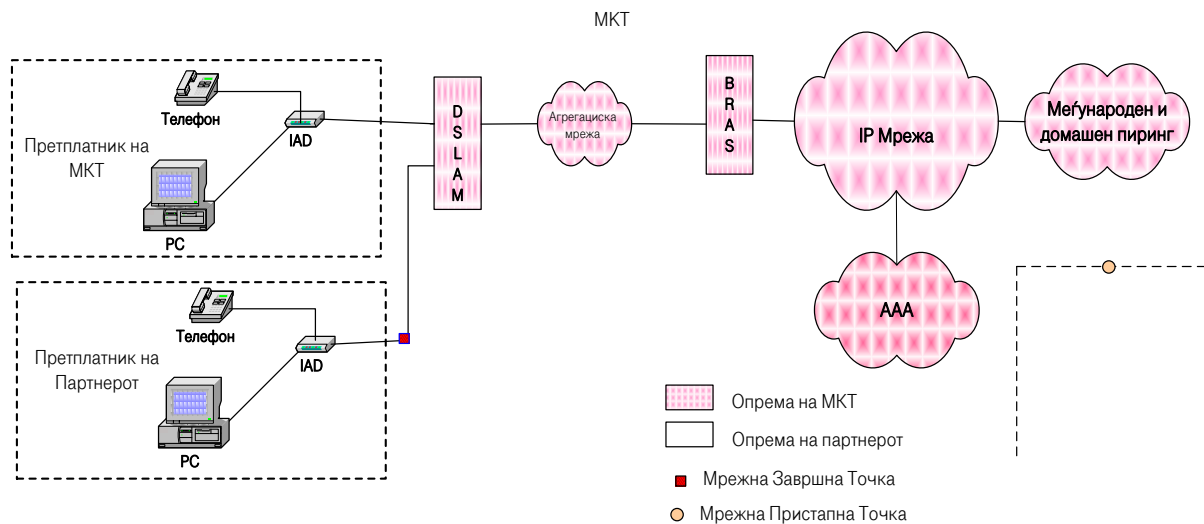 МКТ
Телефон
IAD
Претплатник на
МКТ
PC
D
S
L
A
M
Агрегациска
мрежа
B
R
A
S
IP Мрежа
Меѓународен и
домашен пиринг
Телефон
IAD
Претплатник на
Партнерот
PC
AAA
Опрема на МКТ
Опрема на партнерот
Мрежна Завршна Точка
Мрежна Пристапна Точка